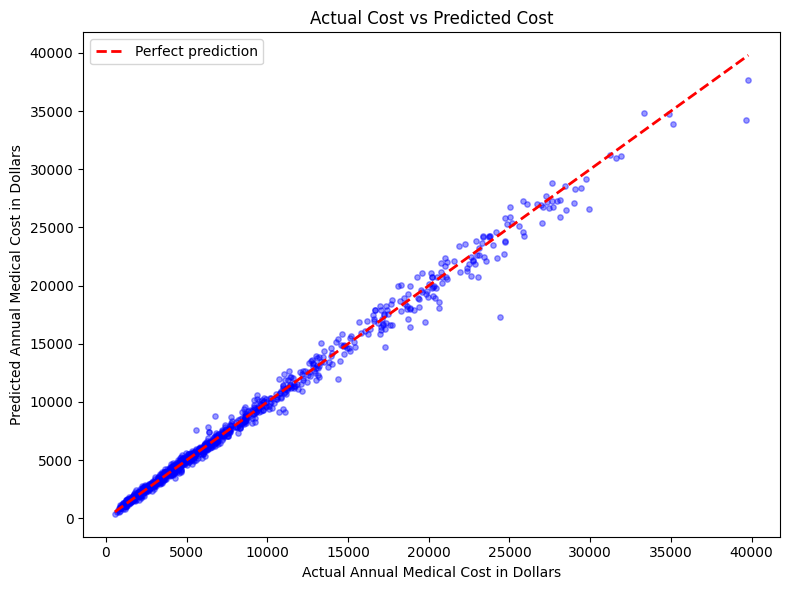 Actual Cost vs Predicted Cost
Perfect prediction
40000
35000
30000
25000
20000
15000
10000
5000
0
Predicted Annual Medical Cost in Dollars
0 5000 10000 15000 20000 25000 30000 35000 40000
Actual Annual Medical Cost in Dollars